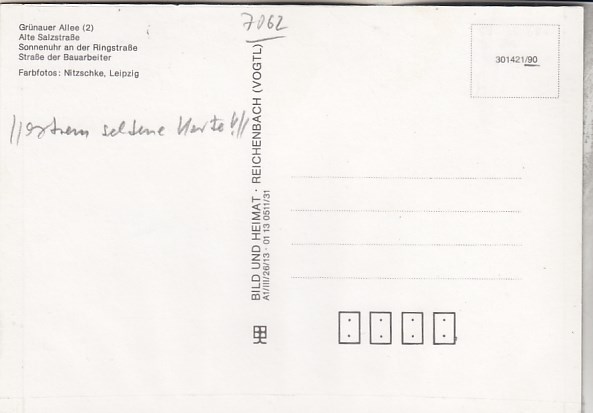 Grünauer Allee (2)
Alte Salzstraße
Sonnenuhr an der Ringstraße
Straße der Bauarbeiter
Farbfotos: Nitzschke, Leipzig
//extrem seltene Karte!!//
7062
BILD UND HEIMAT · REICHENBACH (VOGTL)
A1/III/26/13 · 01 13 0511/31
301421/90